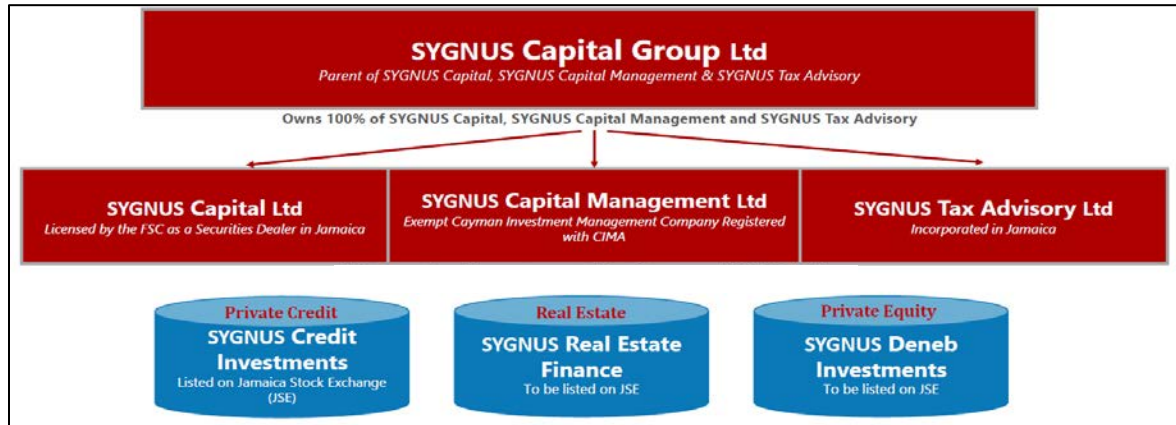 SYGNUS Capital Group Ltd
Parent of SYGNUS Capital, SYGNUS Capital Management & SYGNUS Tax Advisory
Owns 100% of SYGNUS Capital, SYGNUS Capital Management and SYGNUS Tax Advisory
SYGNUS Capital Ltd
Licensed by the FSC as a Securities Dealer in Jamaica
SYGNUS Capital Management Ltd
Exempt Cayman Investment Management Company Registered
with CIMA
SYGNUS Tax Advisory Ltd
Incorporated in Jamaica
Private Credit
SYGNUS Credit
Investments
Listed on Jamaica Stock Exchange
(JSE)
Real Estate
SYGNUS Real Estate
Finance
To be listed on JSE
Private Equity
SYGNUS Deneb
Investments
To be listed on JSE